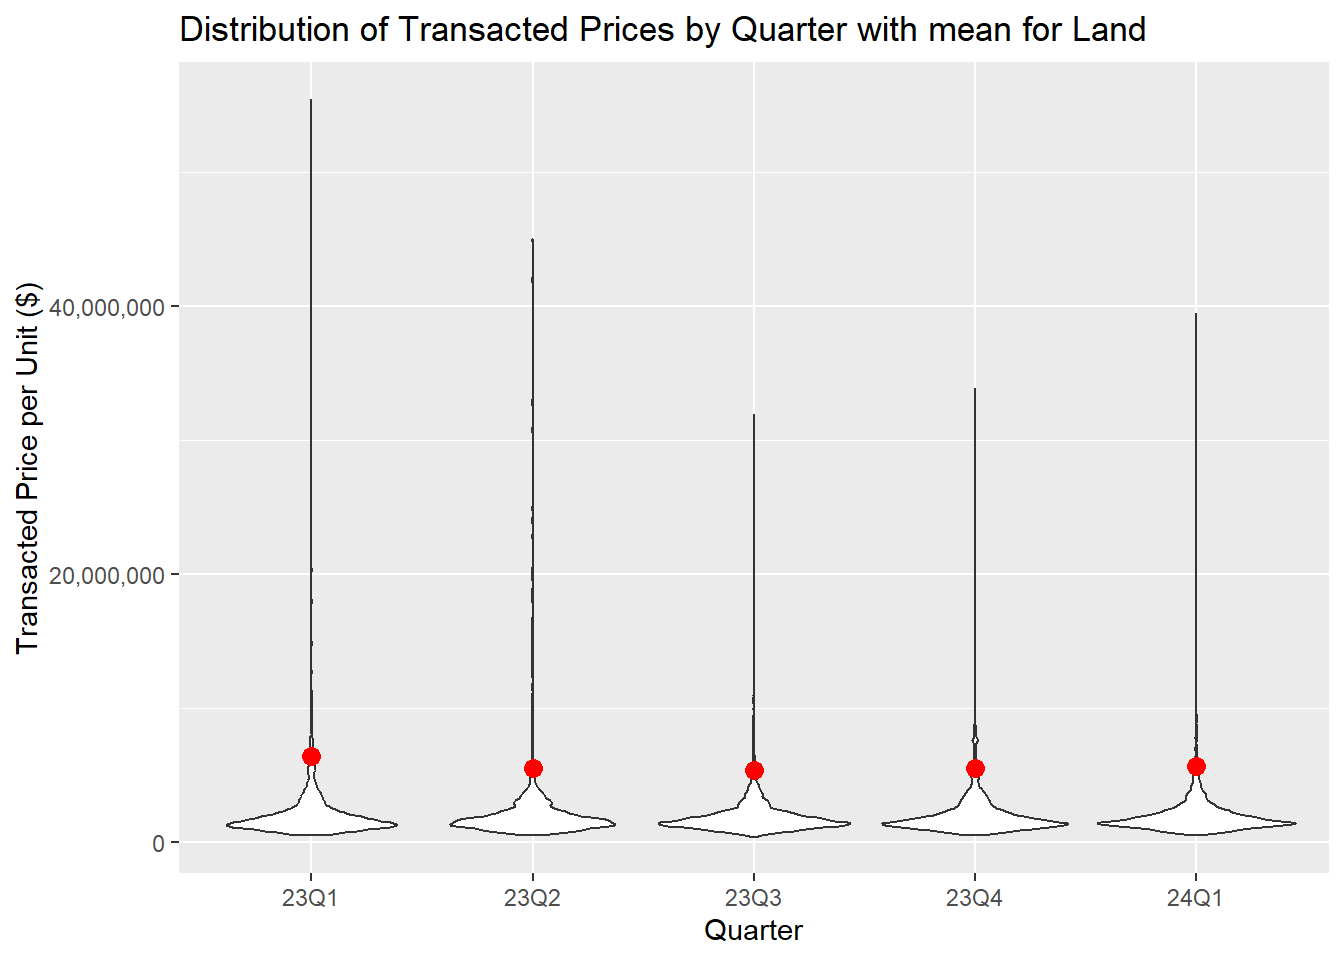 Distribution of Transacted Prices by Quarter with mean for Land
Transacted Price per Unit ($)
40,000,000
20,000,000
0
23Q1
23Q2
23Q3
23Q4
24Q1
Quarter